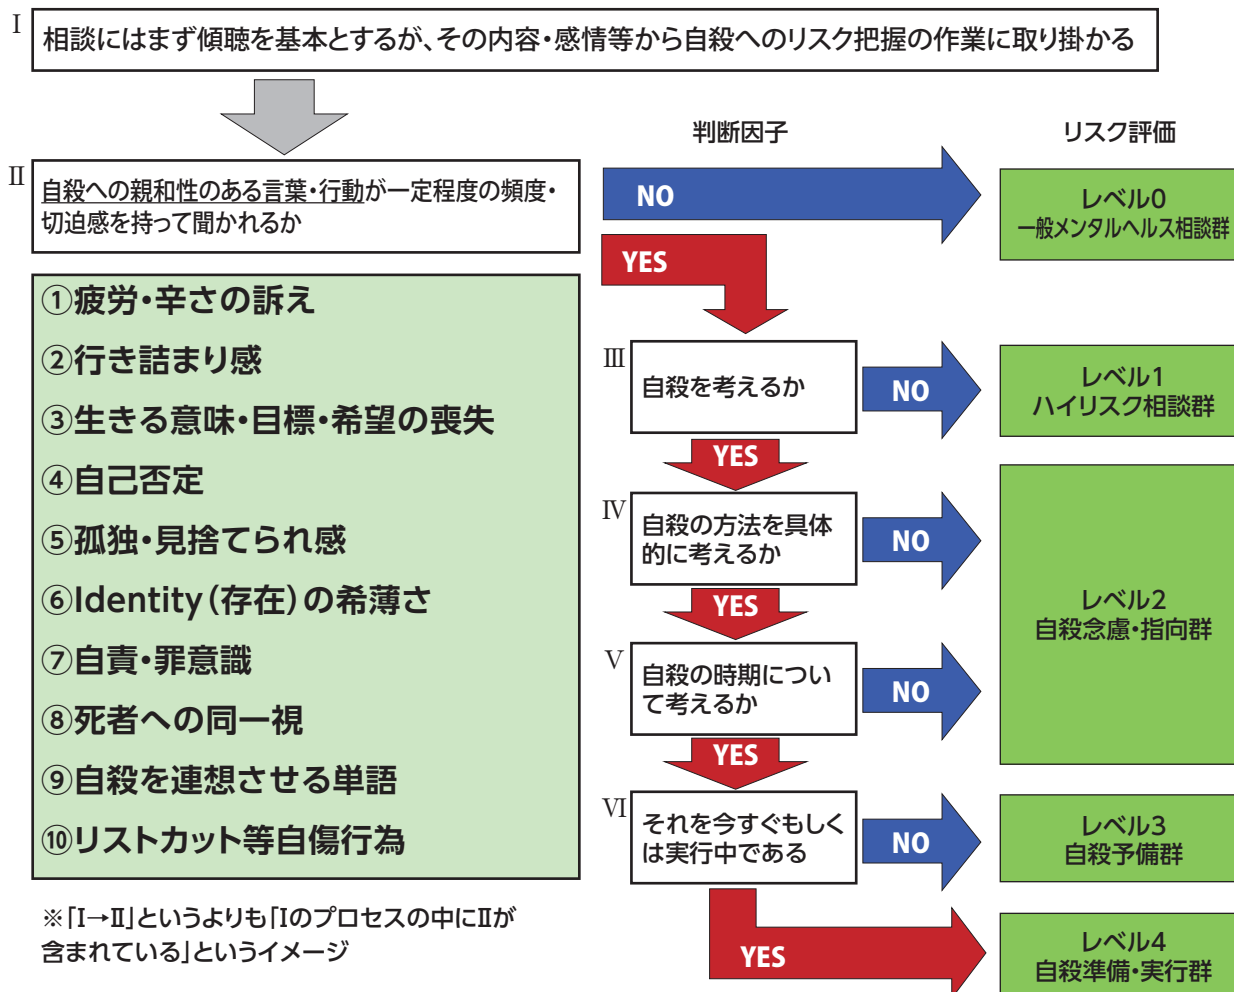 Ⅰ
相談にはまず傾聴を基本とするが、その内容・感情等から自殺へのリスク把握の作業に取り掛かる
判断因子
リスク評価
Ⅱ
自殺への親和性のある言葉・行動が一定程度の頻度・
切迫感を持って聞かれるか
NO
レベル0
一般メンタルヘルス相談群
YES
①疲労・辛さの訴え
②行き詰まり感
③生きる意味・目標・希望の喪失
④自己否定
⑤孤独・見捨てられ感
⑥Identity(存在)の希薄さ
⑦自責・罪意識
⑧死者への同一視
⑨自殺を連想させる単語
⑩リストカット等自傷行為
※「Ⅰ→Ⅱ」というよりも「Ⅰのプロセスの中にⅡが
含まれている」というイメージ
Ⅲ
自殺を考えるか
NO
レベル1
ハイリスク相談群
YES
Ⅳ
自殺の方法を具体
的に考えるか
NO
YES
レベル2
自殺念慮・指向群
Ⅴ
自殺の時期につい
て考えるか
NO
YES
Ⅵ
それを今すぐもしく
は実行中である
NO
レベル3
自殺予備群
YES
レベル4
自殺準備・実行群